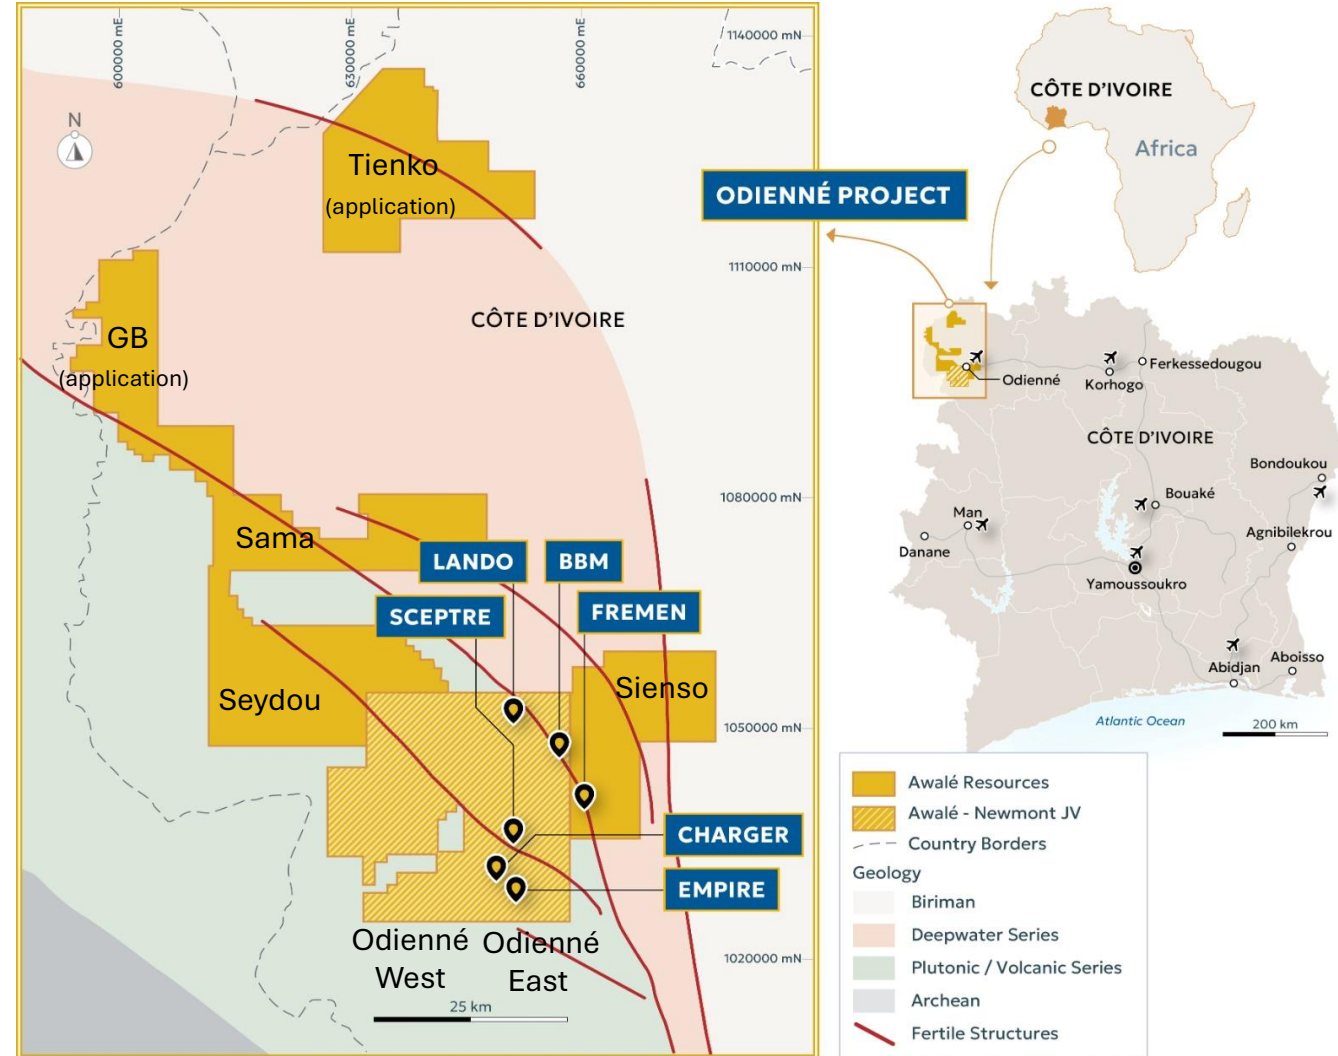 600000 mE
630000 mE
660000 mE
1140000 mN
N
Tienko
(application)
1110000 mN
CÔTE D'IVOIRE
GB
(application)
1080000 mN
Sama
LANDO
BBM
SCEPTRE
FREMEN
Seydou
Sienso
1050000 mN
CHARGER
EMPIRE
Odienné
West
Odienné
East
1020000 mN
25 km
CÔTE D'IVOIRE
Africa
ODIENNÉ PROJECT
Odienné
Korhogo
Ferkessedougou
CÔTE D'IVOIRE
Bondoukou
Bouaké
Man
Danane
Agnibilekrou
Yamoussoukro
Abidjan
Aboisso
Atlantic Ocean
200 km
Awalé Resources
Awalé - Newmont JV
Country Borders
Geology
Biriman
Deepwater Series
Plutonic / Volcanic Series
Archean
Fertile Structures